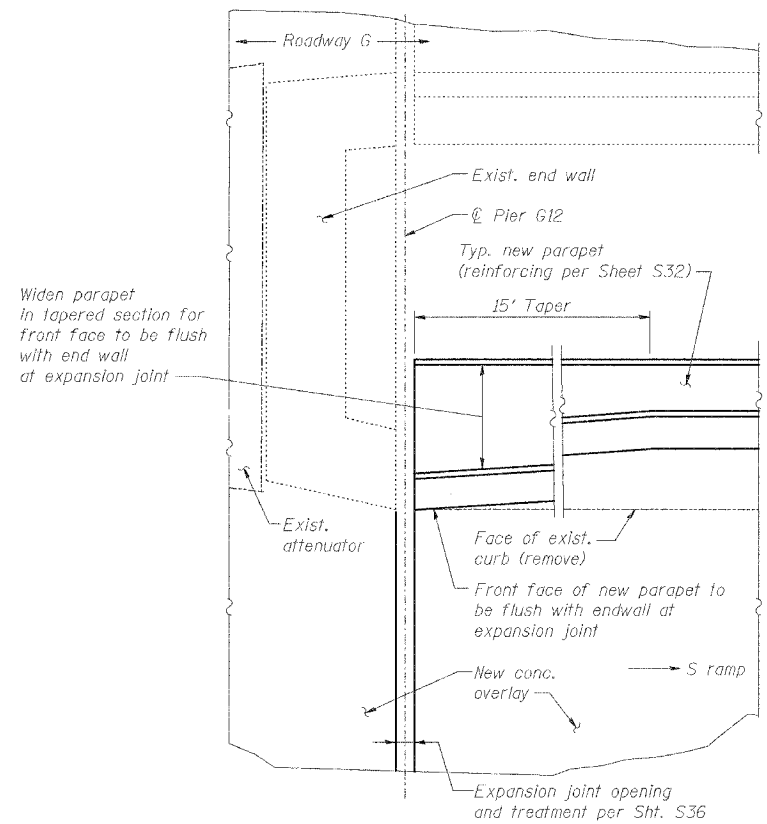 Roadway G
Exist. end wall
℄ Pier G12
Typ. new parapet
(reinforcing per Sheet S32)
15' Taper
Widen parapet
in tapered section for
front face to be flush
with end wall
at expansion joint
Exist.
attenuator
Face of exist.
curb (remove)
Front face of new parapet to
be flush with endwall at
expansion joint
New conc.
overlay
S ramp
Expansion joint opening
and treatment per Sht. S36